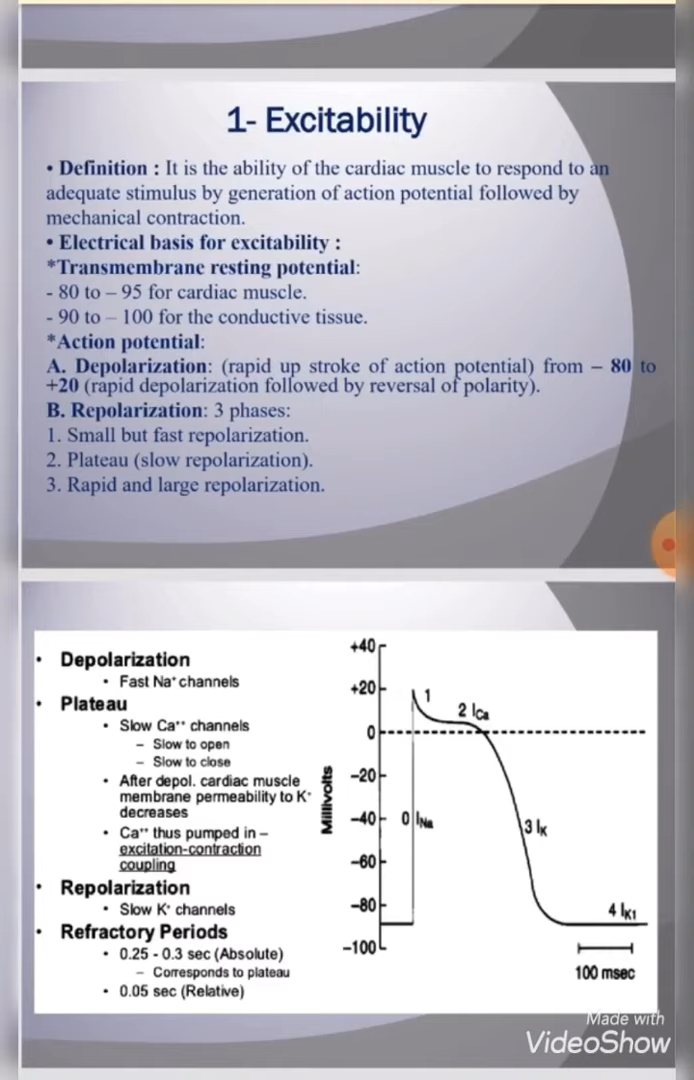 1- Excitability
• Definition : It is the ability of the cardiac muscle to respond to an
adequate stimulus by generation of action potential followed by
mechanical contraction.
• Electrical basis for excitability :
*Transmembrane resting potential:
- 80 to – 95 for cardiac muscle.
- 90 to – 100 for the conductive tissue.
*Action potential:
A. Depolarization: (rapid up stroke of action potential) from – 80 to
+20 (rapid depolarization followed by reversal of polarity).
B. Repolarization: 3 phases:
1. Small but fast repolarization.
2. Plateau (slow repolarization).
3. Rapid and large repolarization.
• Depolarization
• Fast Na⁺ channels
• Plateau
• Slow Ca⁺⁺ channels
– Slow to open
– Slow to close
• After depol. cardiac muscle
membrane permeability to K⁺
decreases
• Ca⁺⁺ thus pumped in –
excitation-contraction
coupling
• Repolarization
• Slow K⁺ channels
• Refractory Periods
• 0.25 - 0.3 sec (Absolute)
– Corresponds to plateau
• 0.05 sec (Relative)
Millivolts
+40
+20
0
–20
–40
–60
–80
–100
1
2 ICa
0 INa
3 IK
4 IK1
100 msec
Made with
VideoShow